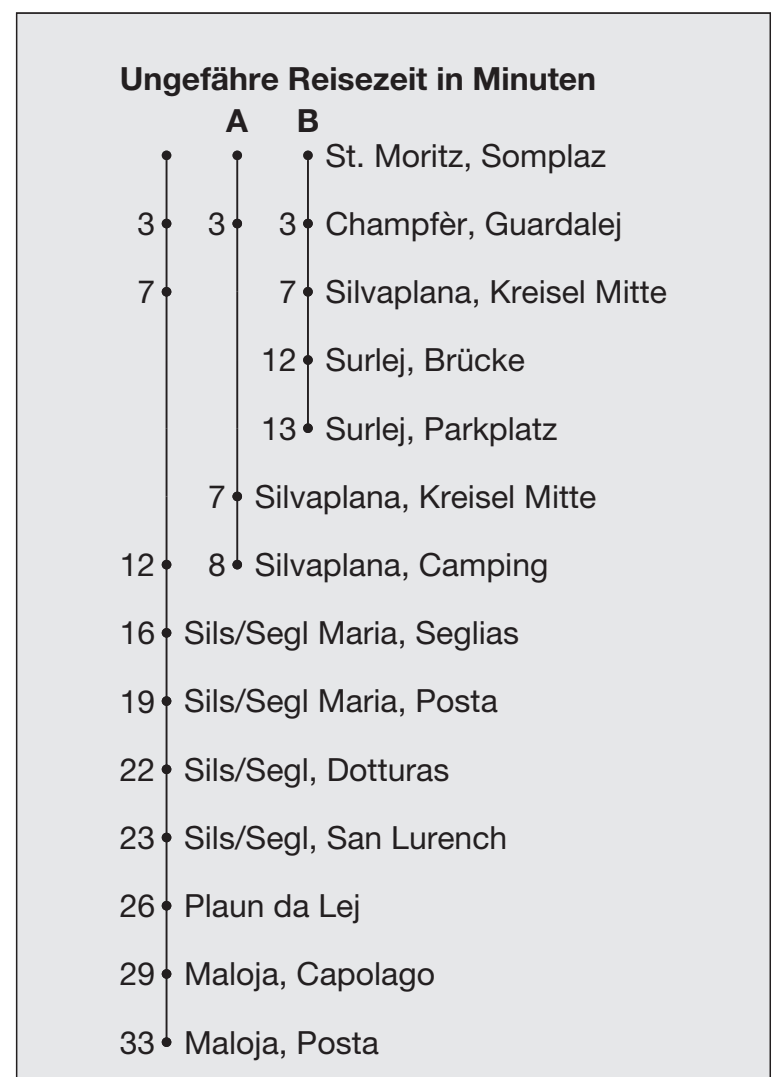 Ungefähre Reisezeit in Minuten
A B
St. Moritz, Somplaz
3 3 3 Champfèr, Guardalej
7 7 Silvaplana, Kreisel Mitte
12 Surlej, Brücke
13 Surlej, Parkplatz
7 Silvaplana, Kreisel Mitte
12 8 Silvaplana, Camping
16 Sils/Segl Maria, Seglias
19 Sils/Segl Maria, Posta
22 Sils/Segl, Dotturas
23 Sils/Segl, San Lurench
26 Plaun da Lej
29 Maloja, Capolago
33 Maloja, Posta